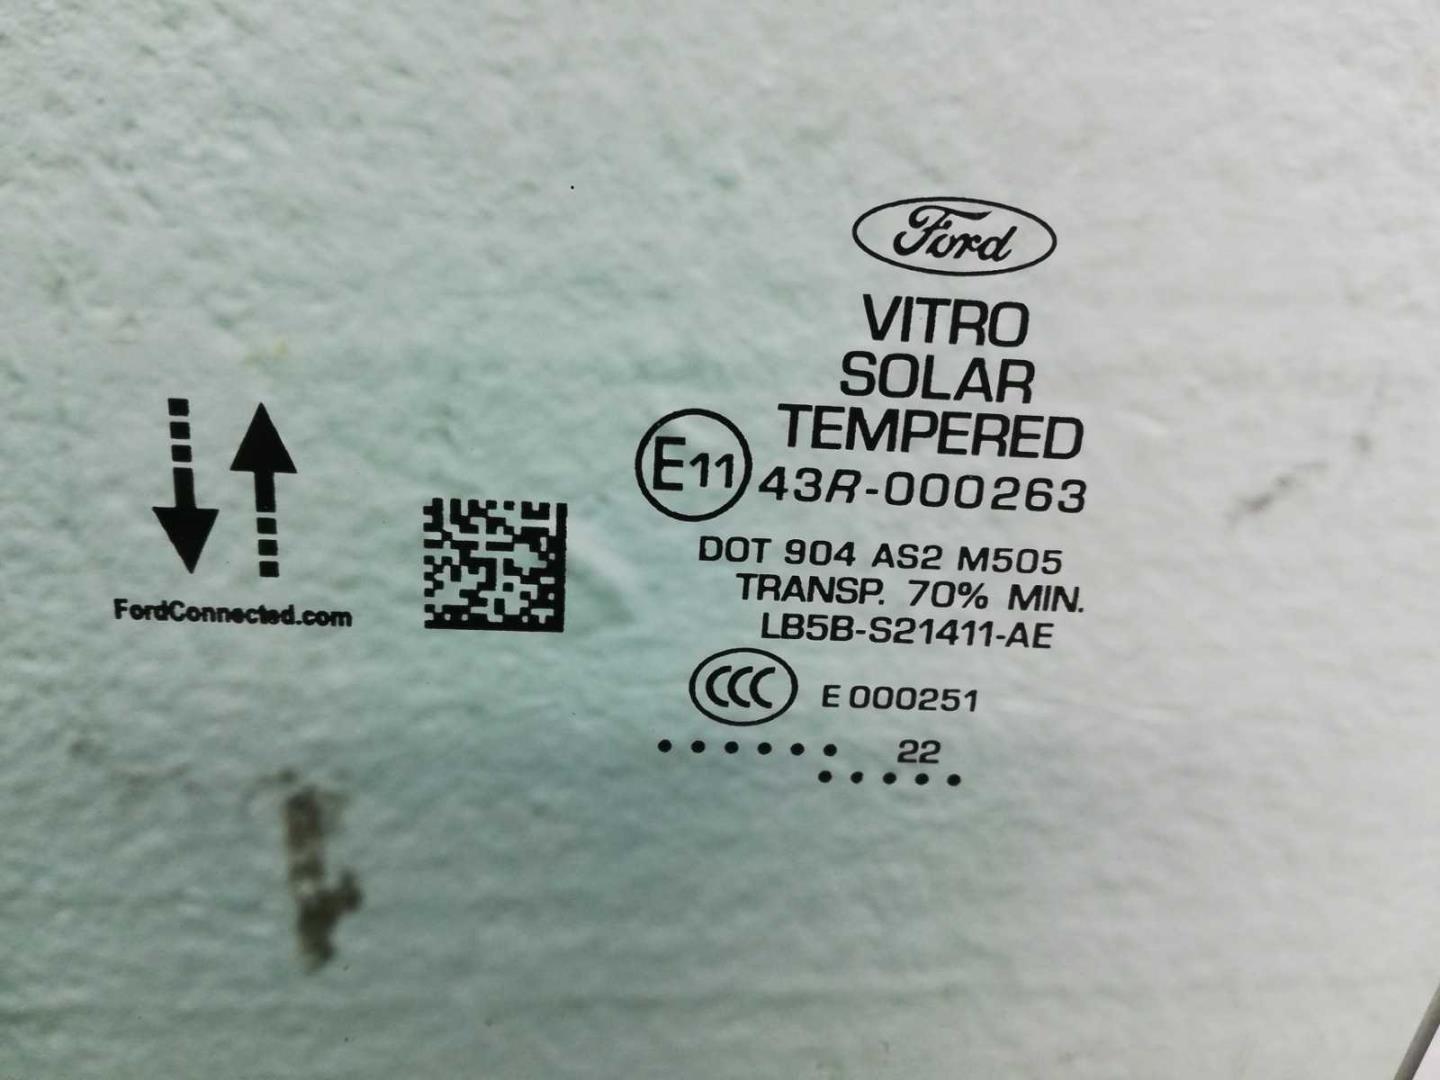 Ford
VITRO
SOLAR
TEMPERED
E11 43R-000263
DOT 904 AS2 M505
TRANSP. 70% MIN.
LB5B-S21411-AE
CCC E 000251
22
FordConnected.com